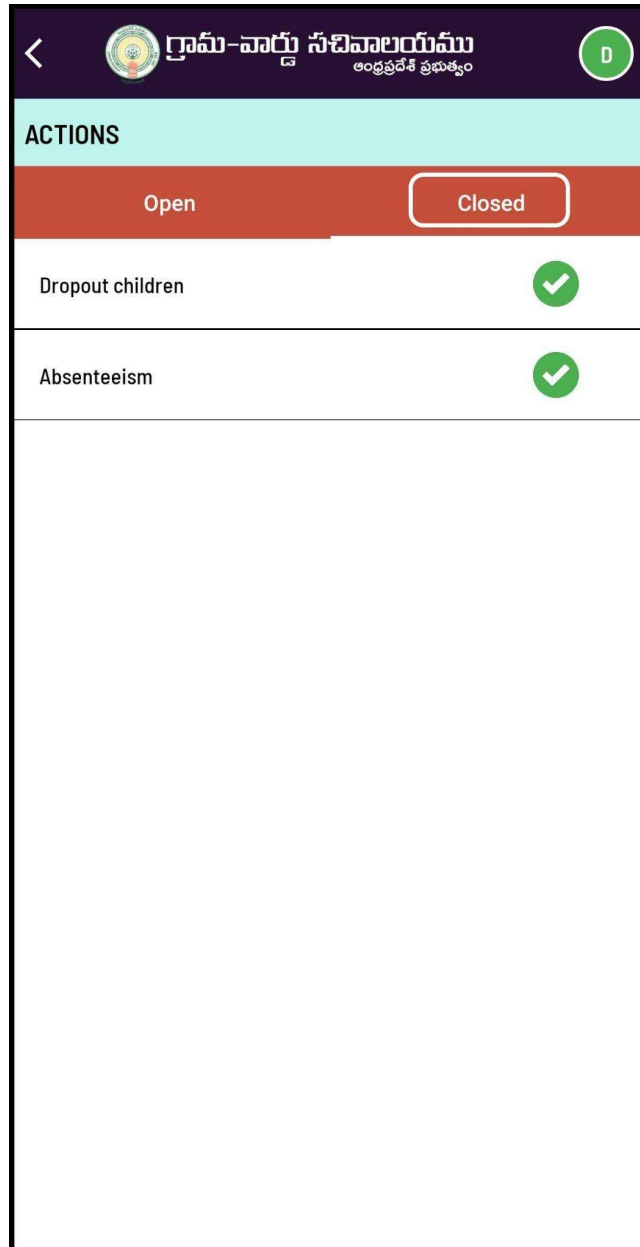 గ్రామ-వార్డు సచివాలయము
ఆంధ్రప్రదేశ్ ప్రభుత్వం
D
ACTIONS
Open Closed
Dropout children
Absenteeism